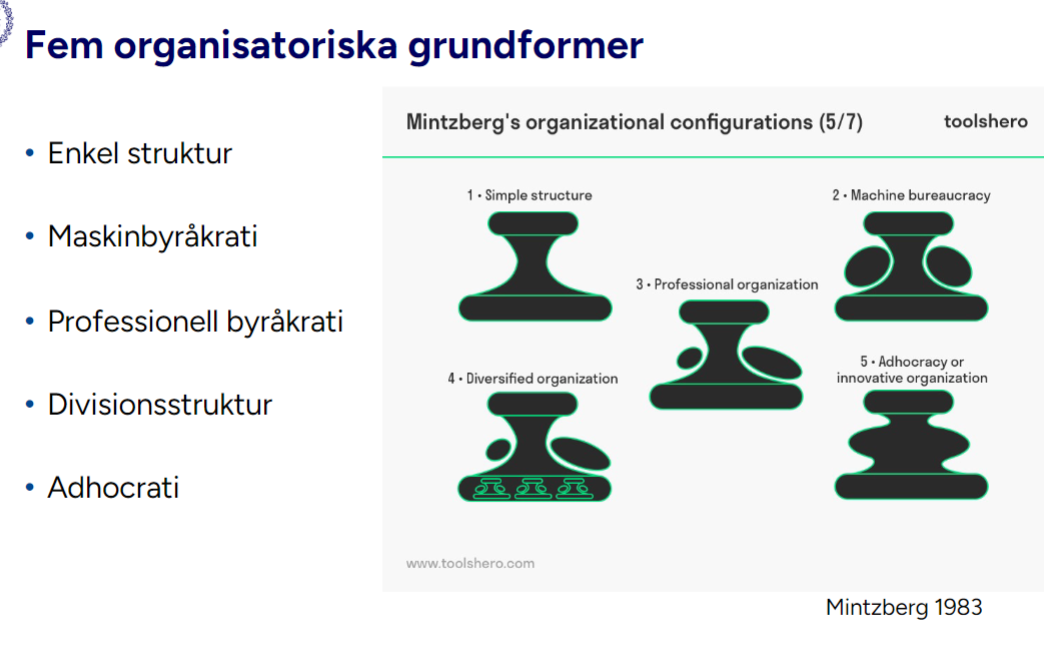 Fem organisatoriska grundformer
• Enkel struktur
• Maskinbyråkrati
• Professionell byråkrati
• Divisionsstruktur
• Adhocrati
Mintzberg's organizational configurations (5/7)
toolshero
1 • Simple structure
2 • Machine bureaucracy
3 • Professional organization
4 • Diversified organization
5 • Adhocracy or
innovative organization
www.toolshero.com
Mintzberg 1983